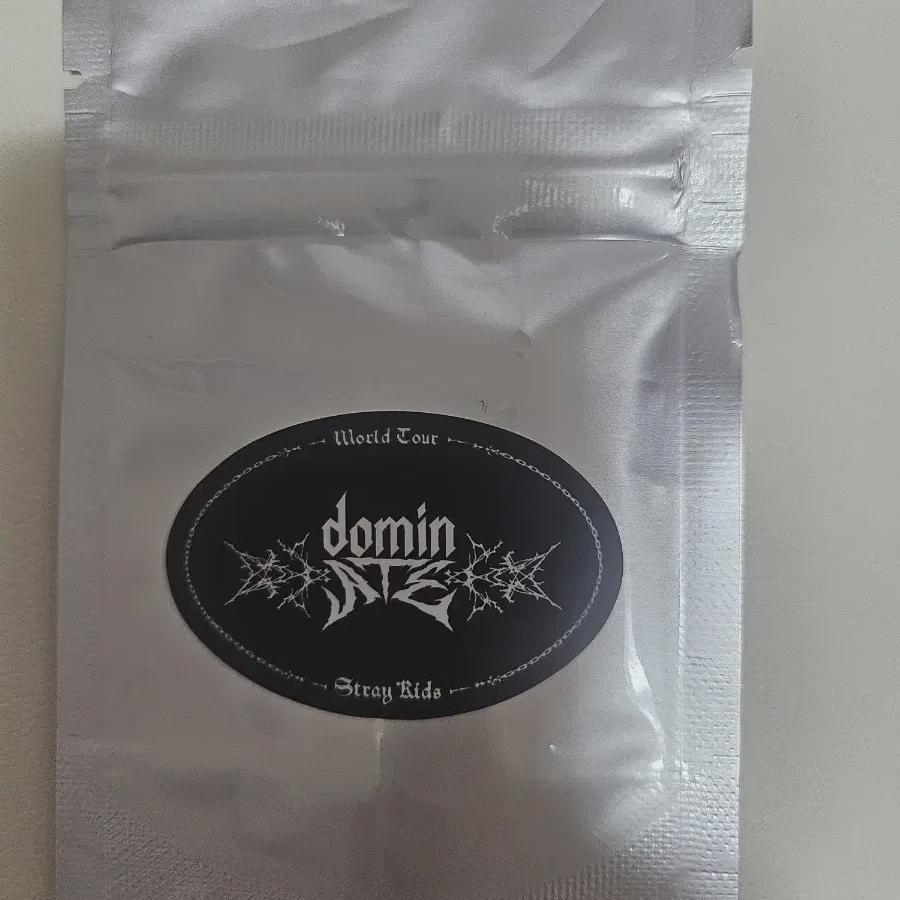 World Tour
domin
ATE
Stray Kids